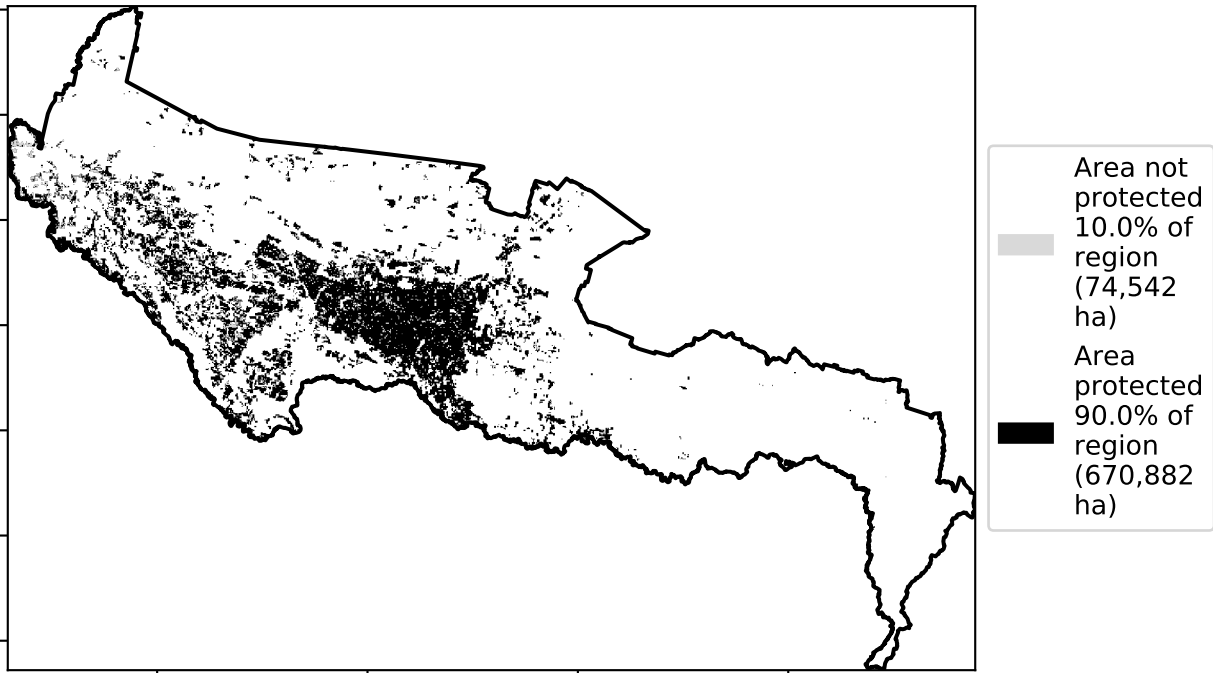 Area not
protected
10.0% of
region
(74,542
ha)
Area
protected
90.0% of
region
(670,882
ha)